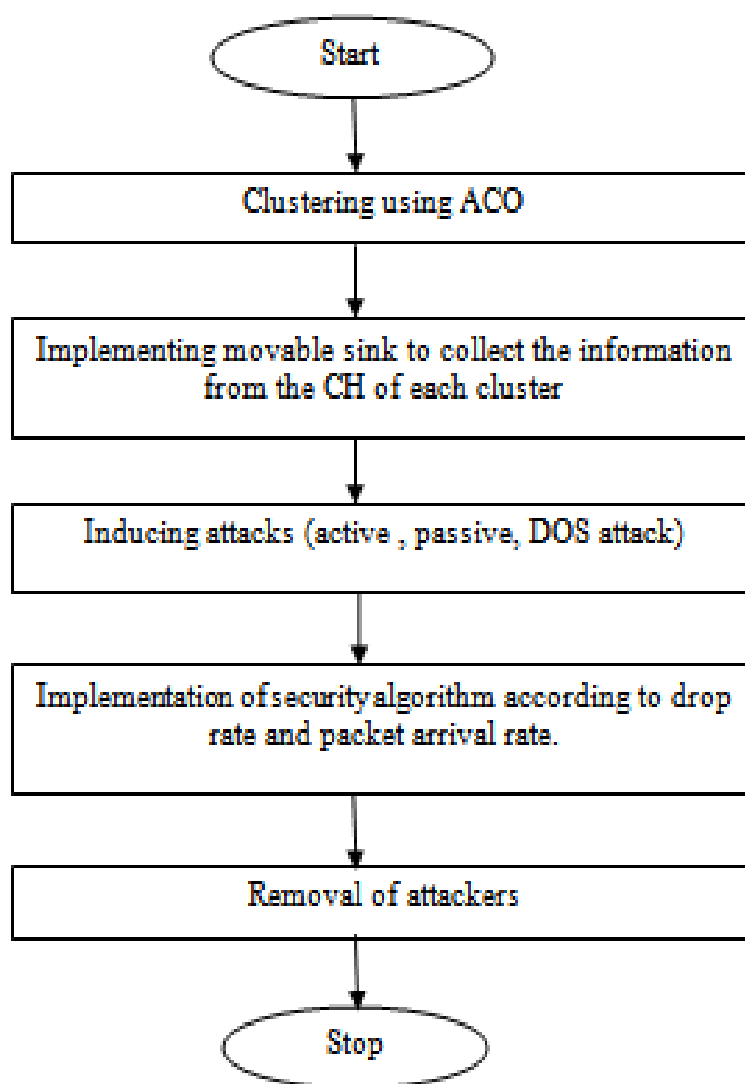 Start
Clustering using ACO
Implementing movable sink to collect the information
from the CH of each cluster
Inducing attacks (active , passive, DOS attack)
Implementation of security algorithm according to drop
rate and packet arrival rate.
Removal of attackers
Stop